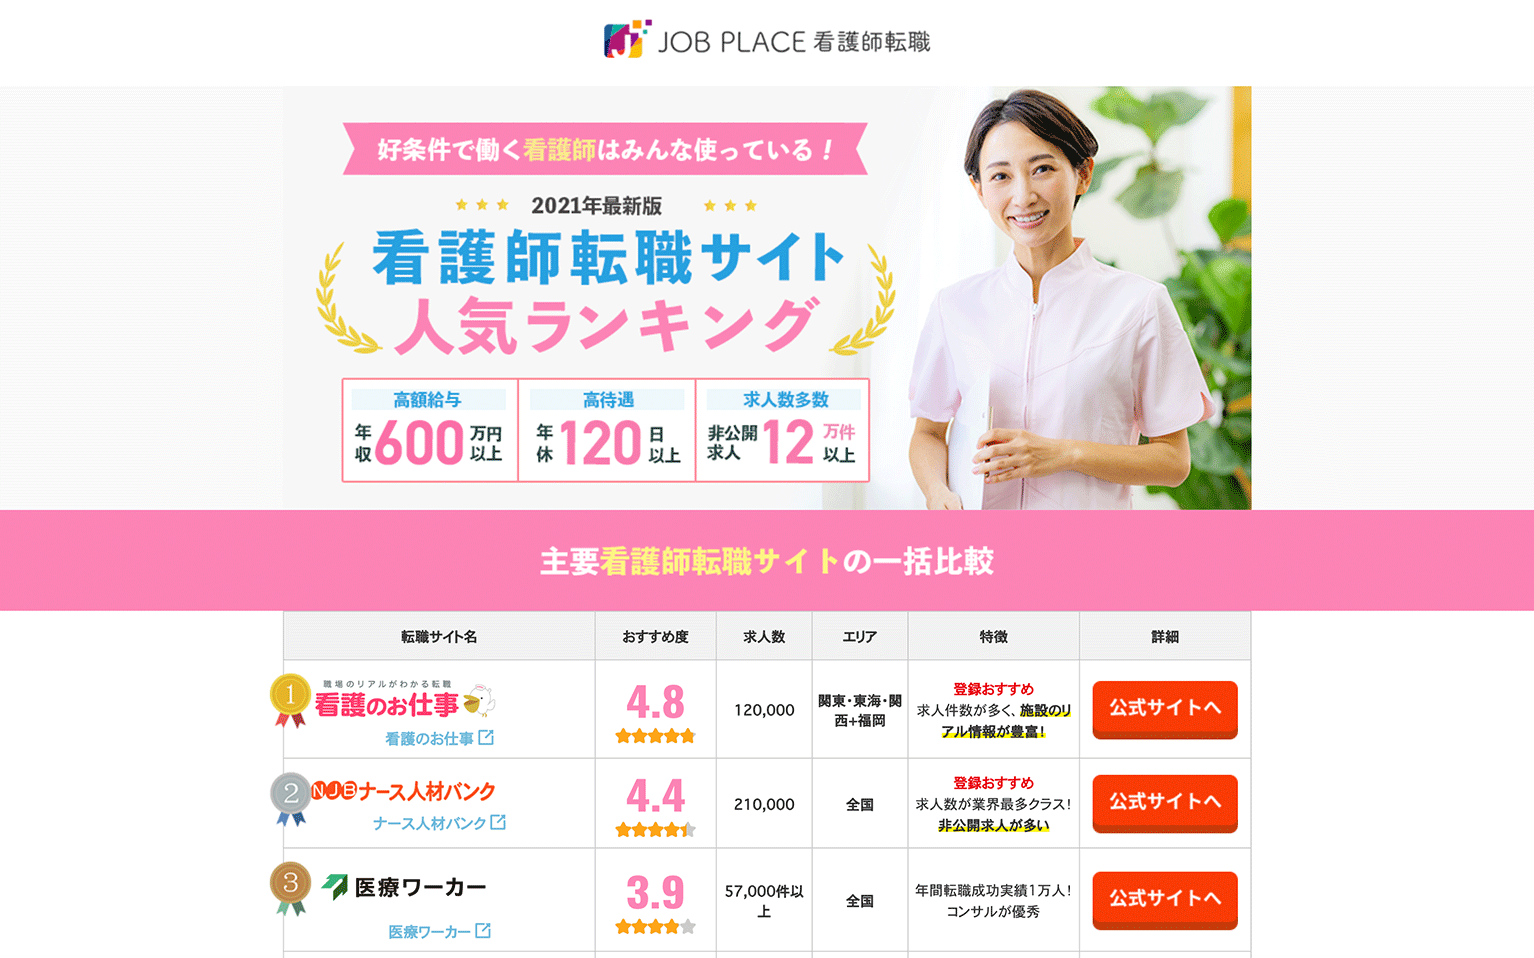 JOB PLACE 看護師転職
好条件で働く看護師はみんな使っている！
2021年最新版
看護師転職サイト
人気ランキング
高額給与
年収600万円以上
高待遇
年休120日以上
求人数多数
非公開求人12万件以上
主要看護師転職サイトの一括比較
転職サイト名 おすすめ度 求人数 エリア 特徴 詳細
1
職場のリアルがわかる転職
看護のお仕事
看護のお仕事
4.8
120,000
関東・東海・関
西+福岡
登録おすすめ
求人件数が多く、施設のリ
アル情報が豊富！
公式サイトへ
2
NJBナース人材バンク
ナース人材バンク
4.4
210,000
全国
登録おすすめ
求人数が業界最多クラス！
非公開求人が多い
公式サイトへ
3
医療ワーカー
医療ワーカー
3.9
57,000件以
上
全国
年間転職成功実績1万人！
コンサルが優秀
公式サイトへ